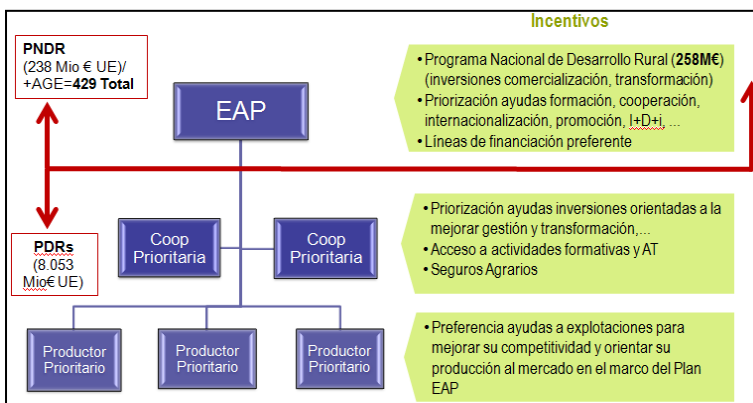 Incentivos
PNDR
(238 Mio € UE)/
+AGE=429 Total
EAP
• Programa Nacional de Desarrollo Rural (258M€)
(inversiones comercialización, transformación)
• Priorización ayudas formación, cooperación,
internacionalización, promoción, I+D+i, ...
• Líneas de financiación preferente
PDRs
(8.053
Mio€ UE)
Coop
Prioritaria
Coop
Prioritaria
• Priorización ayudas inversiones orientadas a la
mejorar gestión y transformación,...
• Acceso a actividades formativas y AT
• Seguros Agrarios
Productor
Prioritario
Productor
Prioritario
Productor
Prioritario
• Preferencia ayudas a explotaciones para
mejorar su competitividad y orientar su
producción al mercado en el marco del Plan
EAP